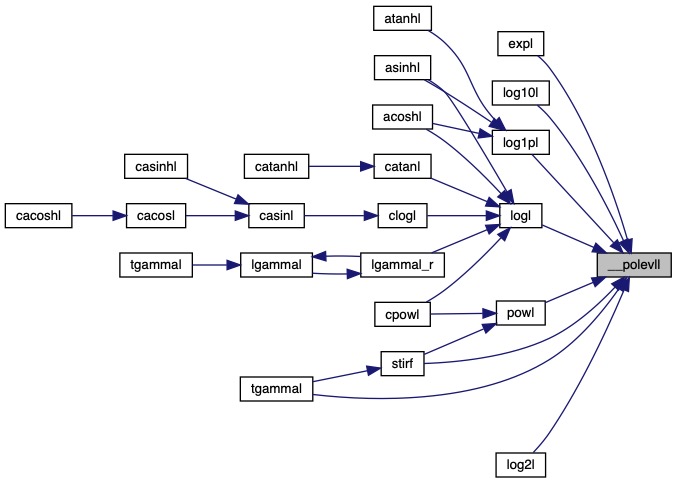 atanhl
expl
asinhl
log10l
acoshl
log1pl
casinhl
catanhl
catanl
cacoshl
cacosl
casinl
clogl
logl
tgammal
lgammal
lgammal_r
__polevll
cpowl
powl
stirf
tgammal
log2l